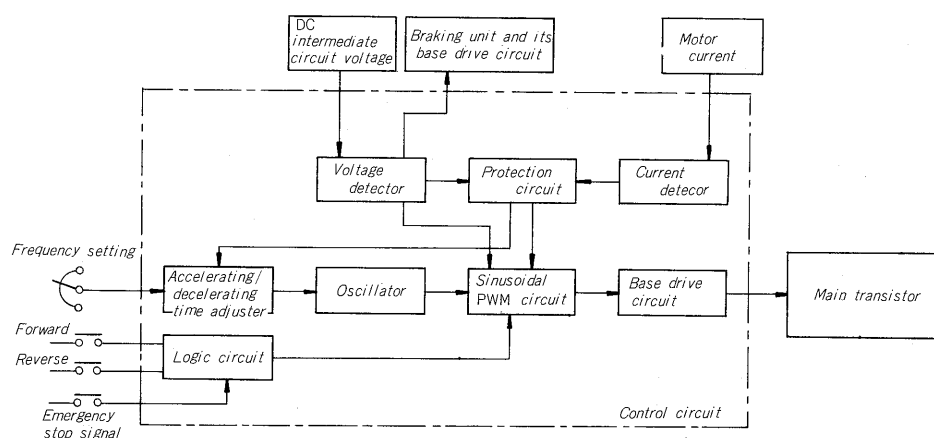 DC
intermediate
circuit voltage
Braking unit and its
base drive circuit
Motor
current
Voltage
detector
Protection
circuit
Current
detecor
Frequency setting
Accelerating/
decelerating
time adjuster
Oscillator
Sinusoidal
PWM circuit
Base drive
circuit
Main transistor
Forward
Reverse
Logic circuit
Emergency
stop signal
Control circuit